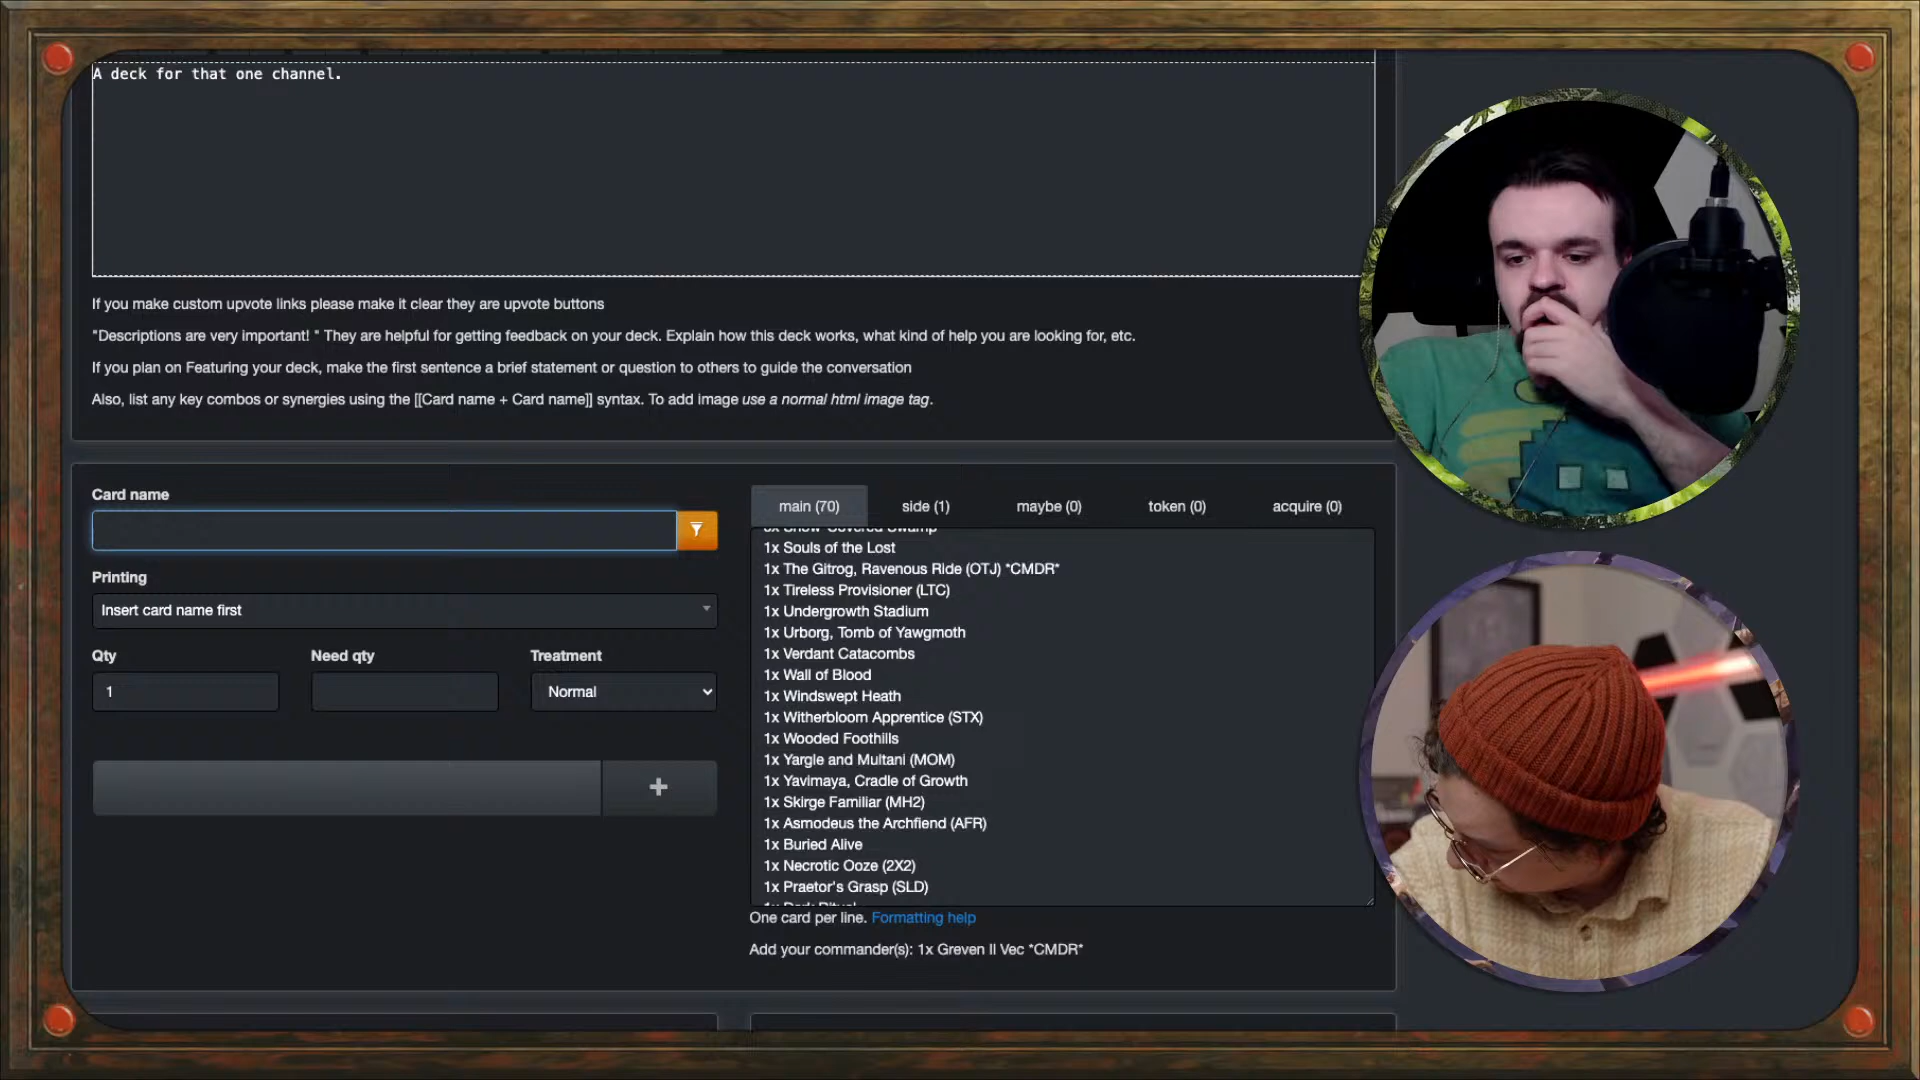 A deck for that one channel.
If you make custom upvote links please make it clear they are upvote buttons
"Descriptions are very important! " They are helpful for getting feedback on your deck. Explain how this deck works, what kind of help you are looking for, etc.
If you plan on Featuring your deck, make the first sentence a brief statement or question to others to guide the conversation
Also, list any key combos or synergies using the [[Card name + Card name]] syntax. To add image use a normal html image tag.
Card name
Printing
Insert card name first
Qty
Need qty
Treatment
1
Normal
+
main (70)
side (1)
maybe (0)
token (0)
acquire (0)
Snow-Covered Swamp
1x Souls of the Lost
1x The Gitrog, Ravenous Ride (OTJ) *CMDR*
1x Tireless Provisioner (LTC)
1x Undergrowth Stadium
1x Urborg, Tomb of Yawgmoth
1x Verdant Catacombs
1x Wall of Blood
1x Windswept Heath
1x Witherbloom Apprentice (STX)
1x Wooded Foothills
1x Yargle and Multani (MOM)
1x Yavimaya, Cradle of Growth
1x Skirge Familiar (MH2)
1x Asmodeus the Archfiend (AFR)
1x Buried Alive
1x Necrotic Ooze (2X2)
1x Praetor's Grasp (SLD)
1x Dark Ritual
One card per line. Formatting help
Add your commander(s): 1x Greven Il Vec *CMDR*